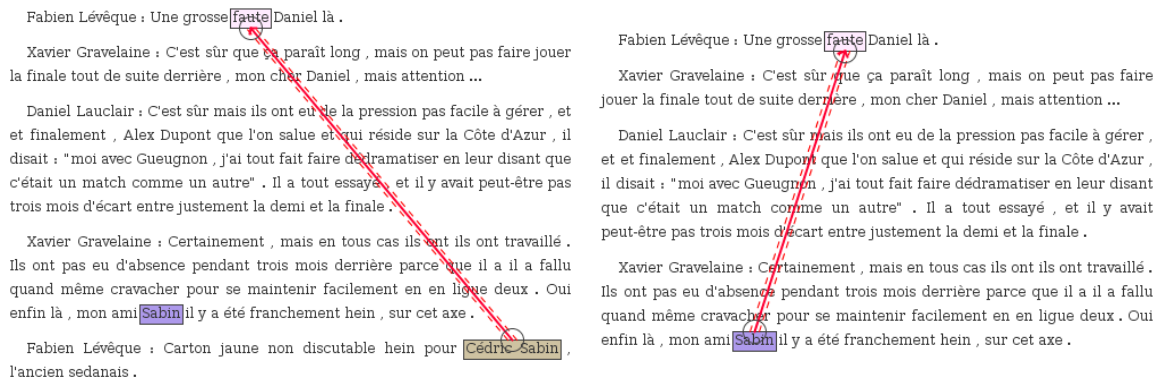 Fabien Lévêque : Une grosse faute Daniel là .
Xavier Gravelaine : C'est sûr que ça paraît long , mais on peut pas faire jouer
la finale tout de suite derrière , mon cher Daniel , mais attention ...
Daniel Lauclair : C'est sûr mais ils ont eu de la pression pas facile à gérer , et
et finalement , Alex Dupont que l'on salue et qui réside sur la Côte d'Azur , il
disait : "moi avec Gueugnon , j'ai tout fait faire dédramatiser en leur disant que
c'était un match comme un autre" . Il a tout essayé , et il y avait peut-être pas
trois mois d'écart entre justement la demi et la finale .
Xavier Gravelaine : Certainement , mais en tous cas ils ont ils ont travaillé .
Ils ont pas eu d'absence pendant trois mois derrière parce que il a il a fallu
quand même cravacher pour se maintenir facilement en en ligue deux . Oui
enfin là , mon ami Sabin il y a été franchement hein , sur cet axe .
Fabien Lévêque : Carton jaune non discutable hein pour Cédric Sabin ,
l'ancien sedanais .
Fabien Lévêque : Une grosse faute Daniel là .
Xavier Gravelaine : C'est sûr que ça paraît long , mais on peut pas faire
jouer la finale tout de suite derrière , mon cher Daniel , mais attention ...
Daniel Lauclair : C'est sûr mais ils ont eu de la pression pas facile à gérer ,
et et finalement , Alex Dupont que l'on salue et qui réside sur la Côte d'Azur ,
il disait : "moi avec Gueugnon , j'ai tout fait faire dédramatiser en leur disant
que c'était un match comme un autre" . Il a tout essayé , et il y avait
peut-être pas trois mois d'écart entre justement la demi et la finale .
Xavier Gravelaine : Certainement , mais en tous cas ils ont ils ont travaillé .
Ils ont pas eu d'absence pendant trois mois derrière parce que il a il a fallu
quand même cravacher pour se maintenir facilement en en ligue deux . Oui
enfin là , mon ami Sabin il y a été franchement hein , sur cet axe .